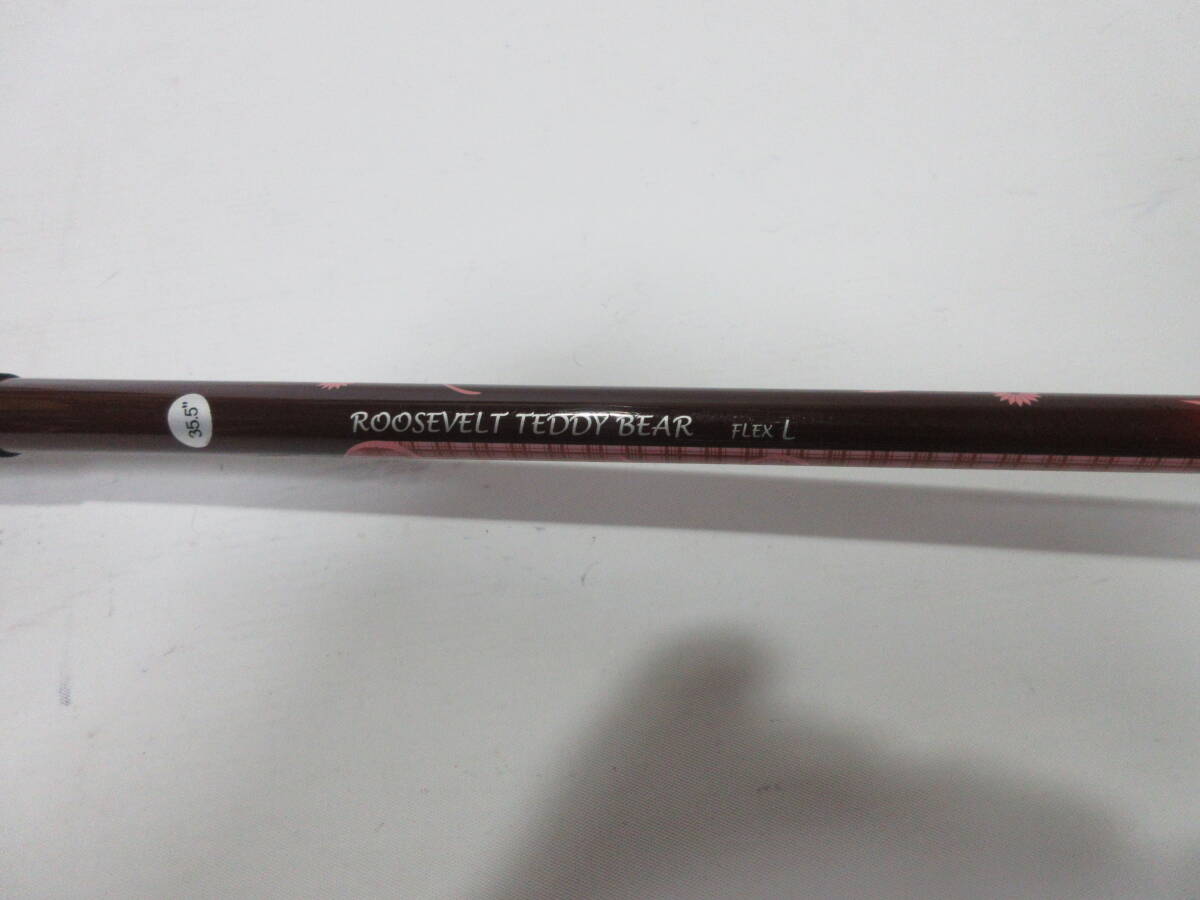 35.5"
ROOSEVELT TEDDY BEAR FLEX L